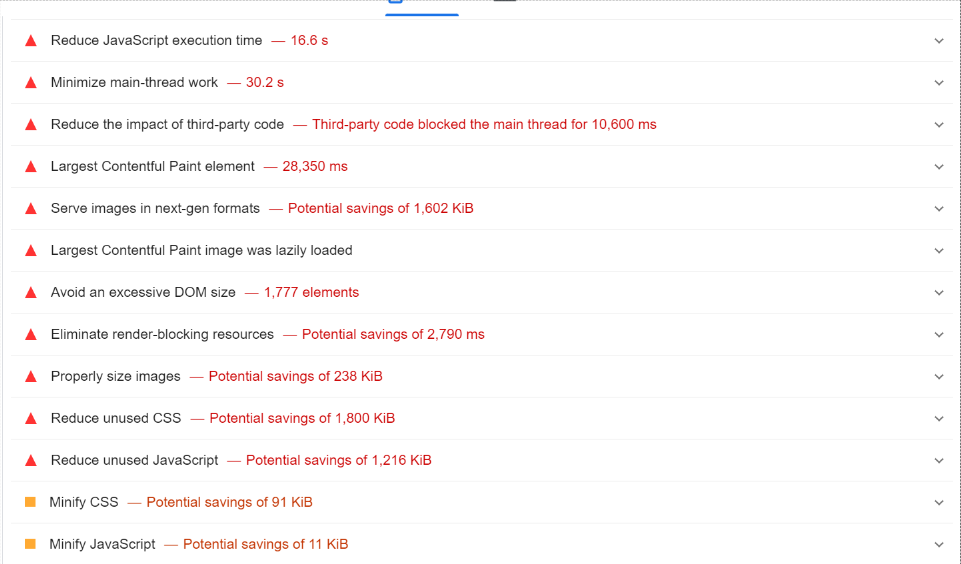 Reduce JavaScript execution time — 16.6 s
Minimize main-thread work — 30.2 s
Reduce the impact of third-party code — Third-party code blocked the main thread for 10,600 ms
Largest Contentful Paint element — 28,350 ms
Serve images in next-gen formats — Potential savings of 1,602 KiB
Largest Contentful Paint image was lazily loaded
Avoid an excessive DOM size — 1,777 elements
Eliminate render-blocking resources — Potential savings of 2,790 ms
Properly size images — Potential savings of 238 KiB
Reduce unused CSS — Potential savings of 1,800 KiB
Reduce unused JavaScript — Potential savings of 1,216 KiB
Minify CSS — Potential savings of 91 KiB
Minify JavaScript — Potential savings of 11 KiB